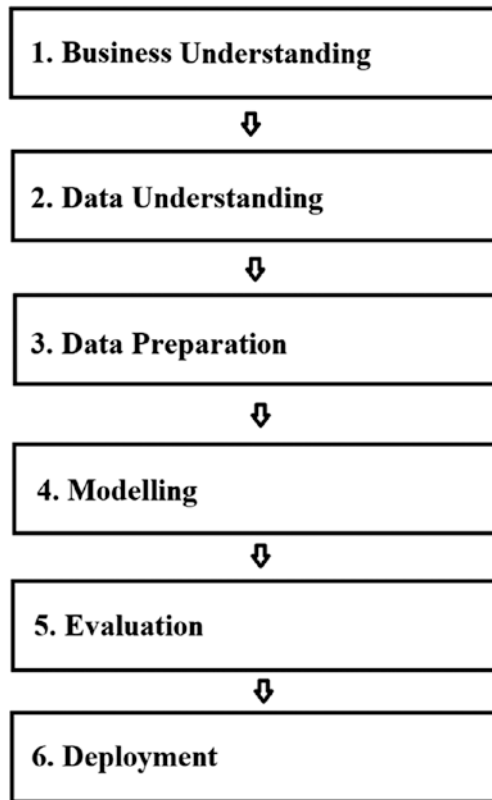 1. Business Understanding
2. Data Understanding
3. Data Preparation
4. Modelling
5. Evaluation
6. Deployment